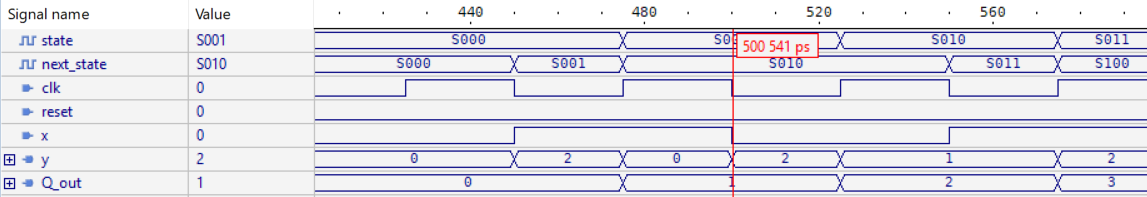 Signal name Value 440 480 520 560
state S001 S000 S0 S010 S011
500 541 ps
next_state S010 S000 S001 S010 S011 S100
clk 0
reset 0
x 0
y 2 0 2 0 2 1 2
Q_out 1 0 1 2 3